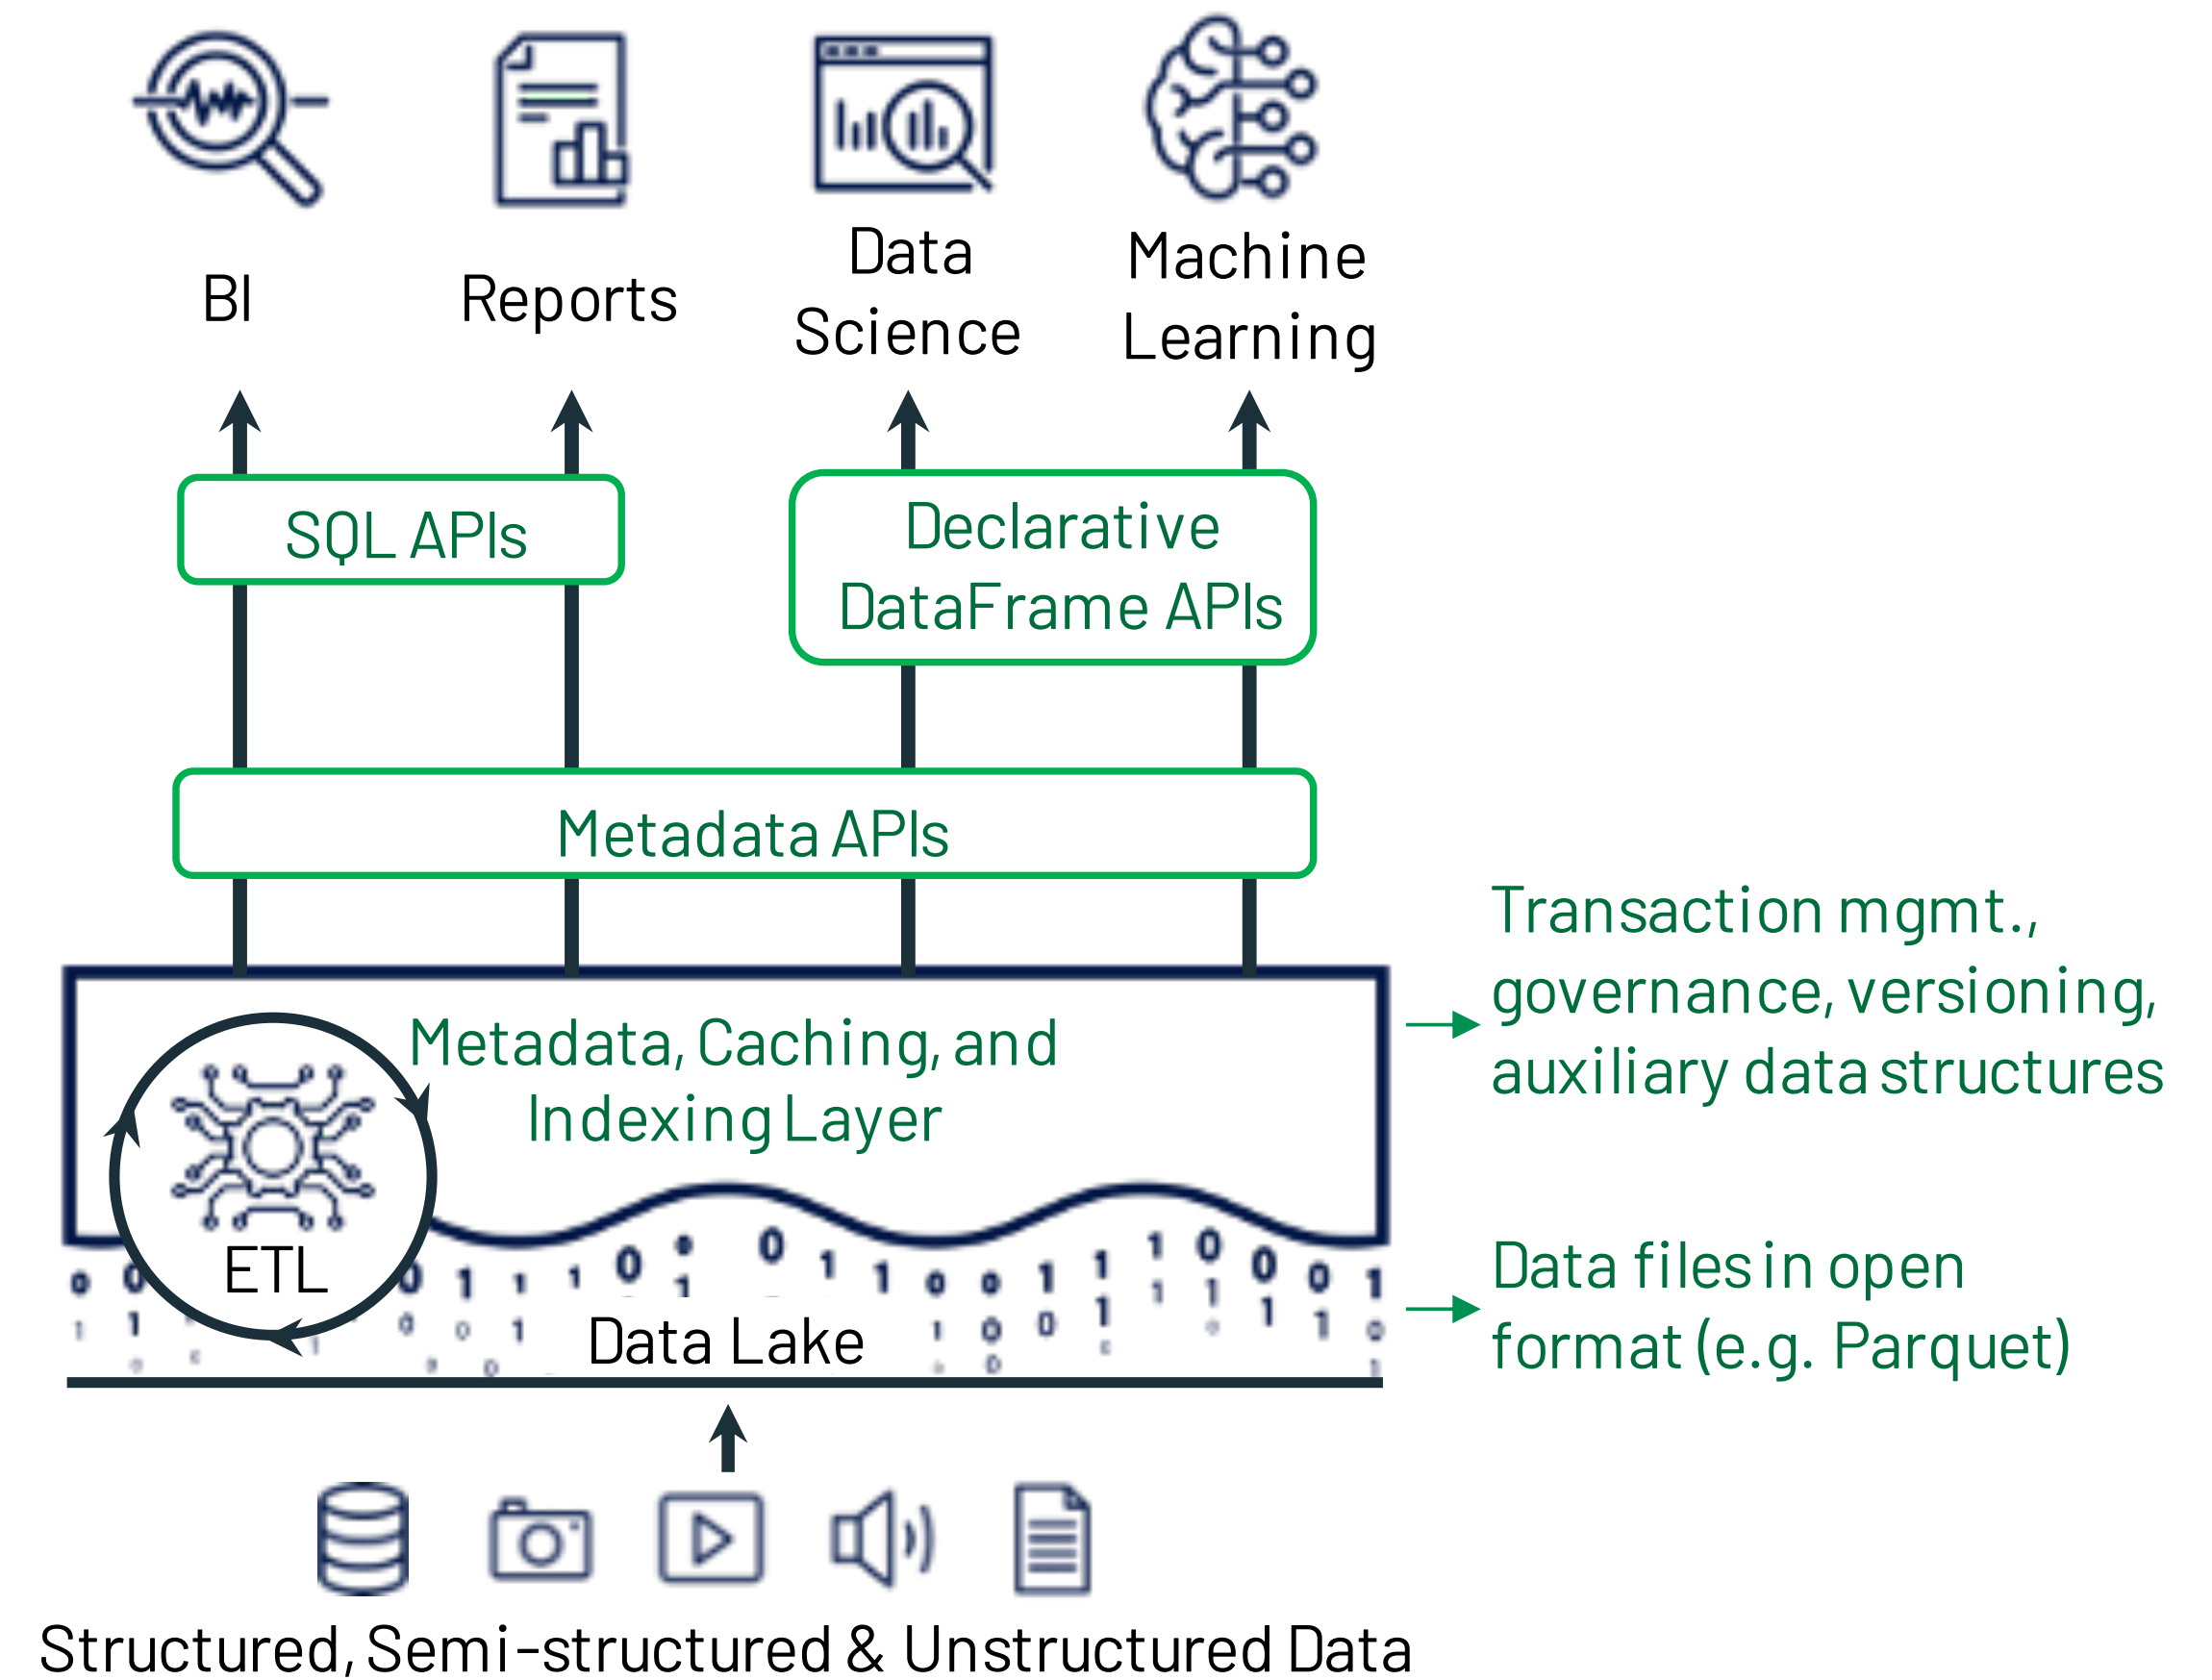 BI
Reports
Data
Science
Machine
Learning
SQL APIs
Declarative
DataFrame APIs
Metadata APIs
Metadata, Caching, and
Indexing Layer
ETL
Data Lake
Transaction mgmt.,
governance, versioning,
auxiliary data structures
Data files in open
format (e.g. Parquet)
Structured, Semi-structured & Unstructured Data